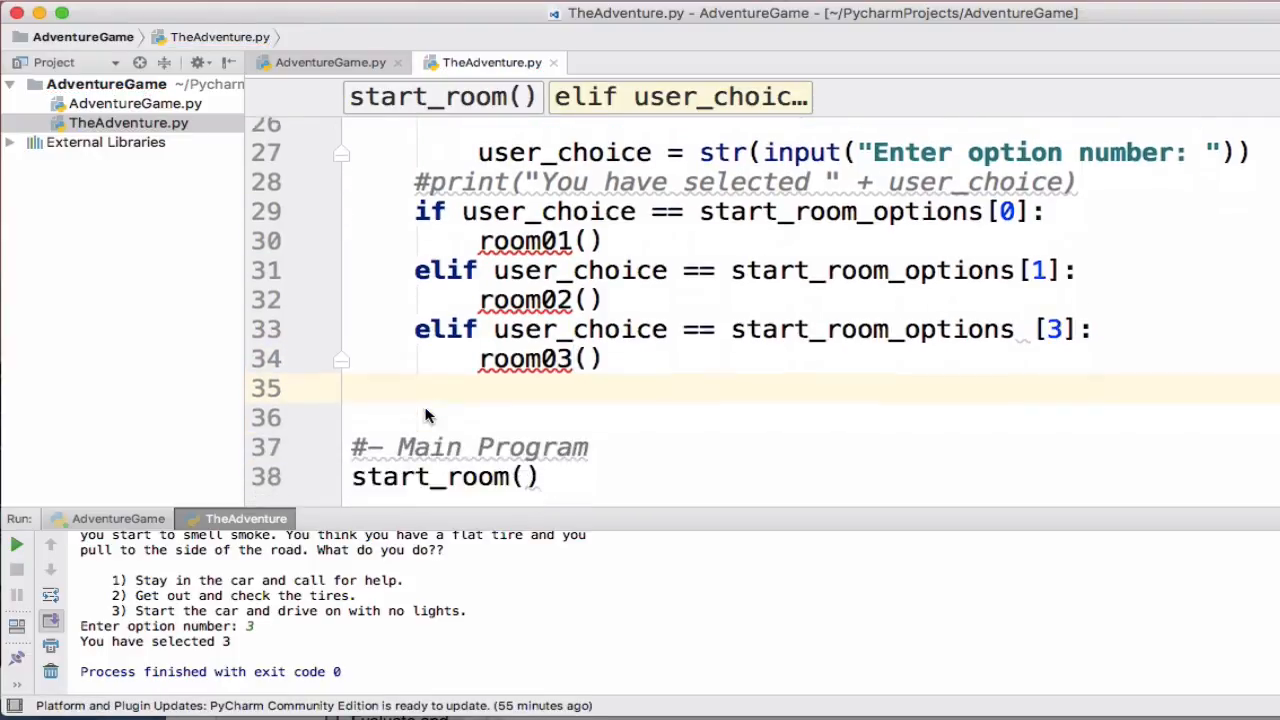 TheAdventure.py - AdventureGame - [~/PycharmProjects/AdventureGame]
AdventureGame TheAdventure.py
Project AdventureGame.py TheAdventure.py
AdventureGame ~/Pycharm
AdventureGame.py
TheAdventure.py
External Libraries
start_room() elif user_choic…
26
27 user_choice = str(input("Enter option number: "))
28 #print("You have selected " + user_choice)
29 if user_choice == start_room_options[0]:
30 room01()
31 elif user_choice == start_room_options[1]:
32 room02()
33 elif user_choice == start_room_options [3]:
34 room03()
35
36
37 #- Main Program
38 start_room()
Run: AdventureGame TheAdventure
you start to smell smoke. You think you have a flat tire and you
pull to the side of the road. What do you do??
1) Stay in the car and call for help.
2) Get out and check the tires.
3) Start the car and drive on with no lights.
Enter option number: 3
You have selected 3
Process finished with exit code 0
Platform and Plugin Updates: PyCharm Community Edition is ready to update. (55 minutes ago)